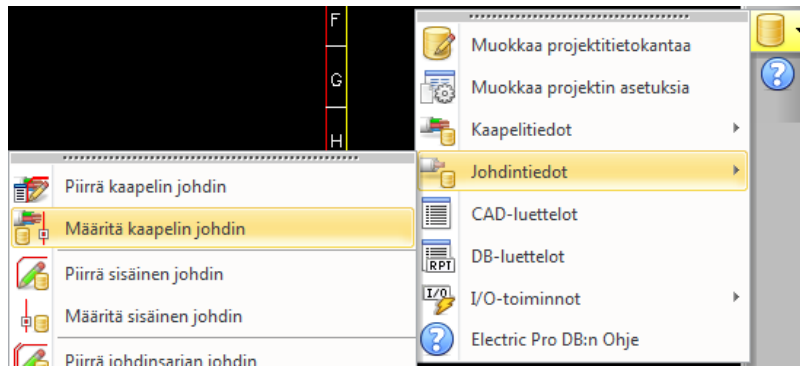 F
G
H
Muokkaa projektitietokantaa
Muokkaa projektin asetuksia
Kaapelitiedot
Johdintiedot
CAD-luettelot
RPT
DB-luettelot
I/O
I/O-toiminnot
Electric Pro DB:n Ohje
Piirrä kaapelin johdin
Määritä kaapelin johdin
Piirrä sisäinen johdin
Määritä sisäinen johdin
Piirrä johdinsarjan johdin